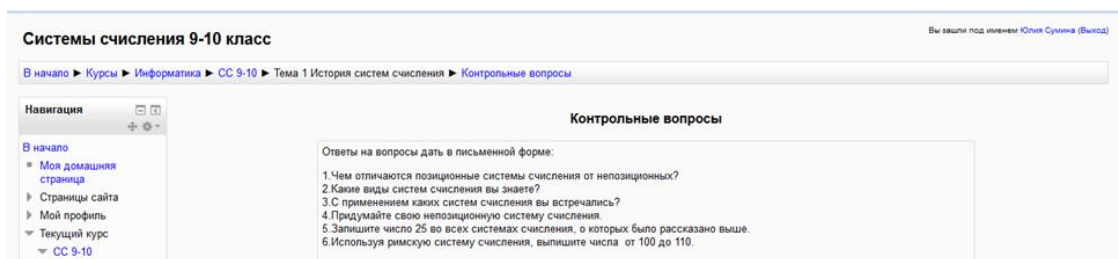 Системы счисления 9-10 класс
Вы зашли под именем Юлия Сумина (Выход)
В начало ► Курсы ► Информатика ► СС 9-10 ► Тема 1 История систем счисления ► Контрольные вопросы
Навигация
В начало
Моя домашняя
страница
Страницы сайта
Мой профиль
Текущий курс
СС 9-10
Контрольные вопросы
Ответы на вопросы дать в письменной форме:
1.Чем отличаются позиционные системы счисления от непозиционных?
2.Какие виды систем счисления вы знаете?
3.С применением каких систем счисления вы встречались?
4.Придумайте свою непозиционную систему счисления.
5.Запишите число 25 во всех системах счисления, о которых было рассказано выше.
6.Используя римскую систему счисления, выпишите числа от 100 до 110.